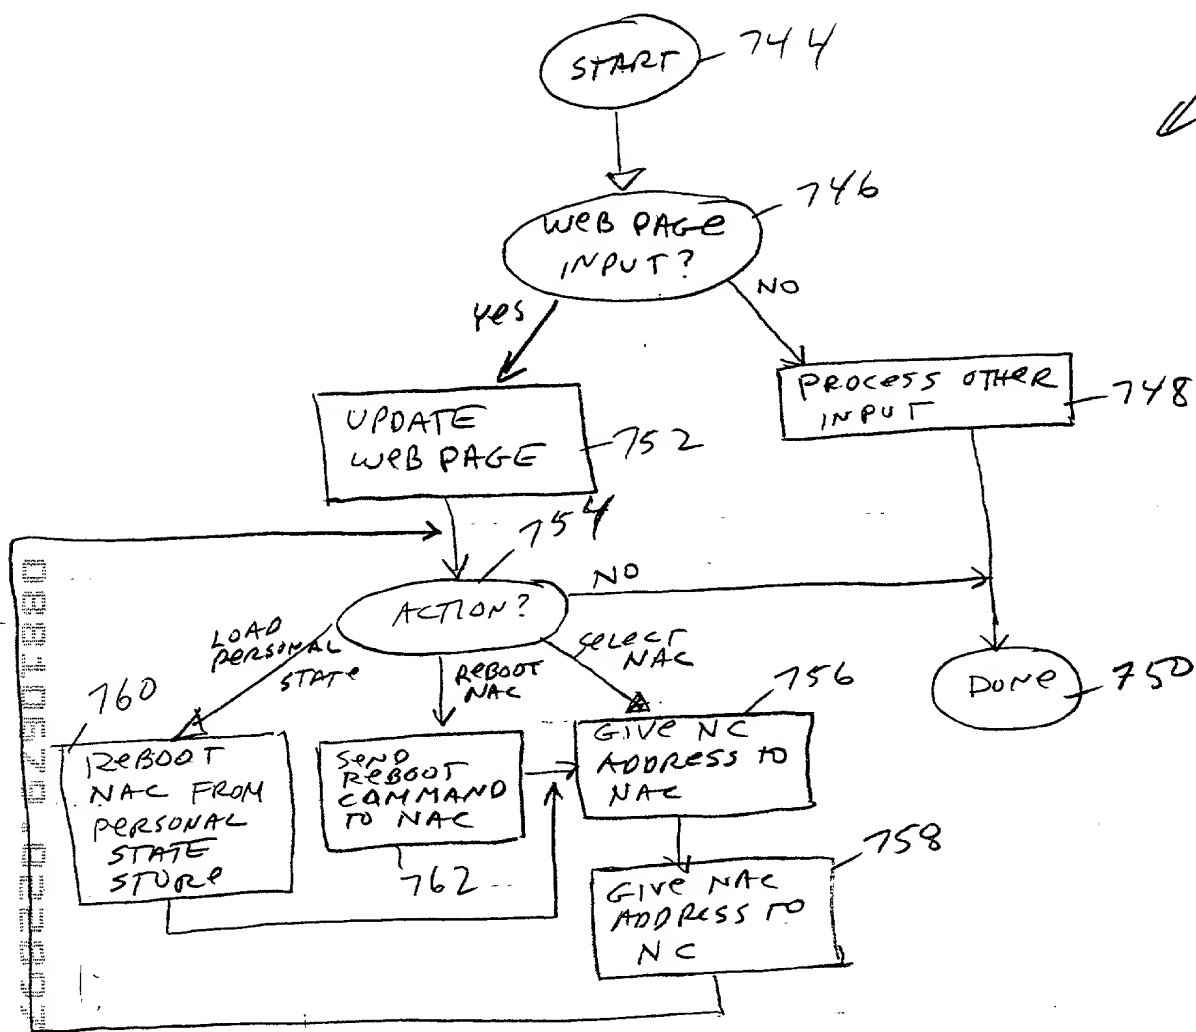 START
744
WEB PAGE
INPUT?
746
YES
NO
UPDATE
WEB PAGE
752
PROCESS OTHER
INPUT
748
754
ACTION?
NO
LOAD
PERSONAL
STATE
REBOOT
NAC
SELECT
NAC
DONE
750
760
REBOOT
NAC FROM
PERSONAL
STATE
STORE
SEND
REBOOT
COMMAND
TO NAC
762
756
GIVE NC
ADDRESS TO
NAC
758
GIVE NAC
ADDRESS TO
NC